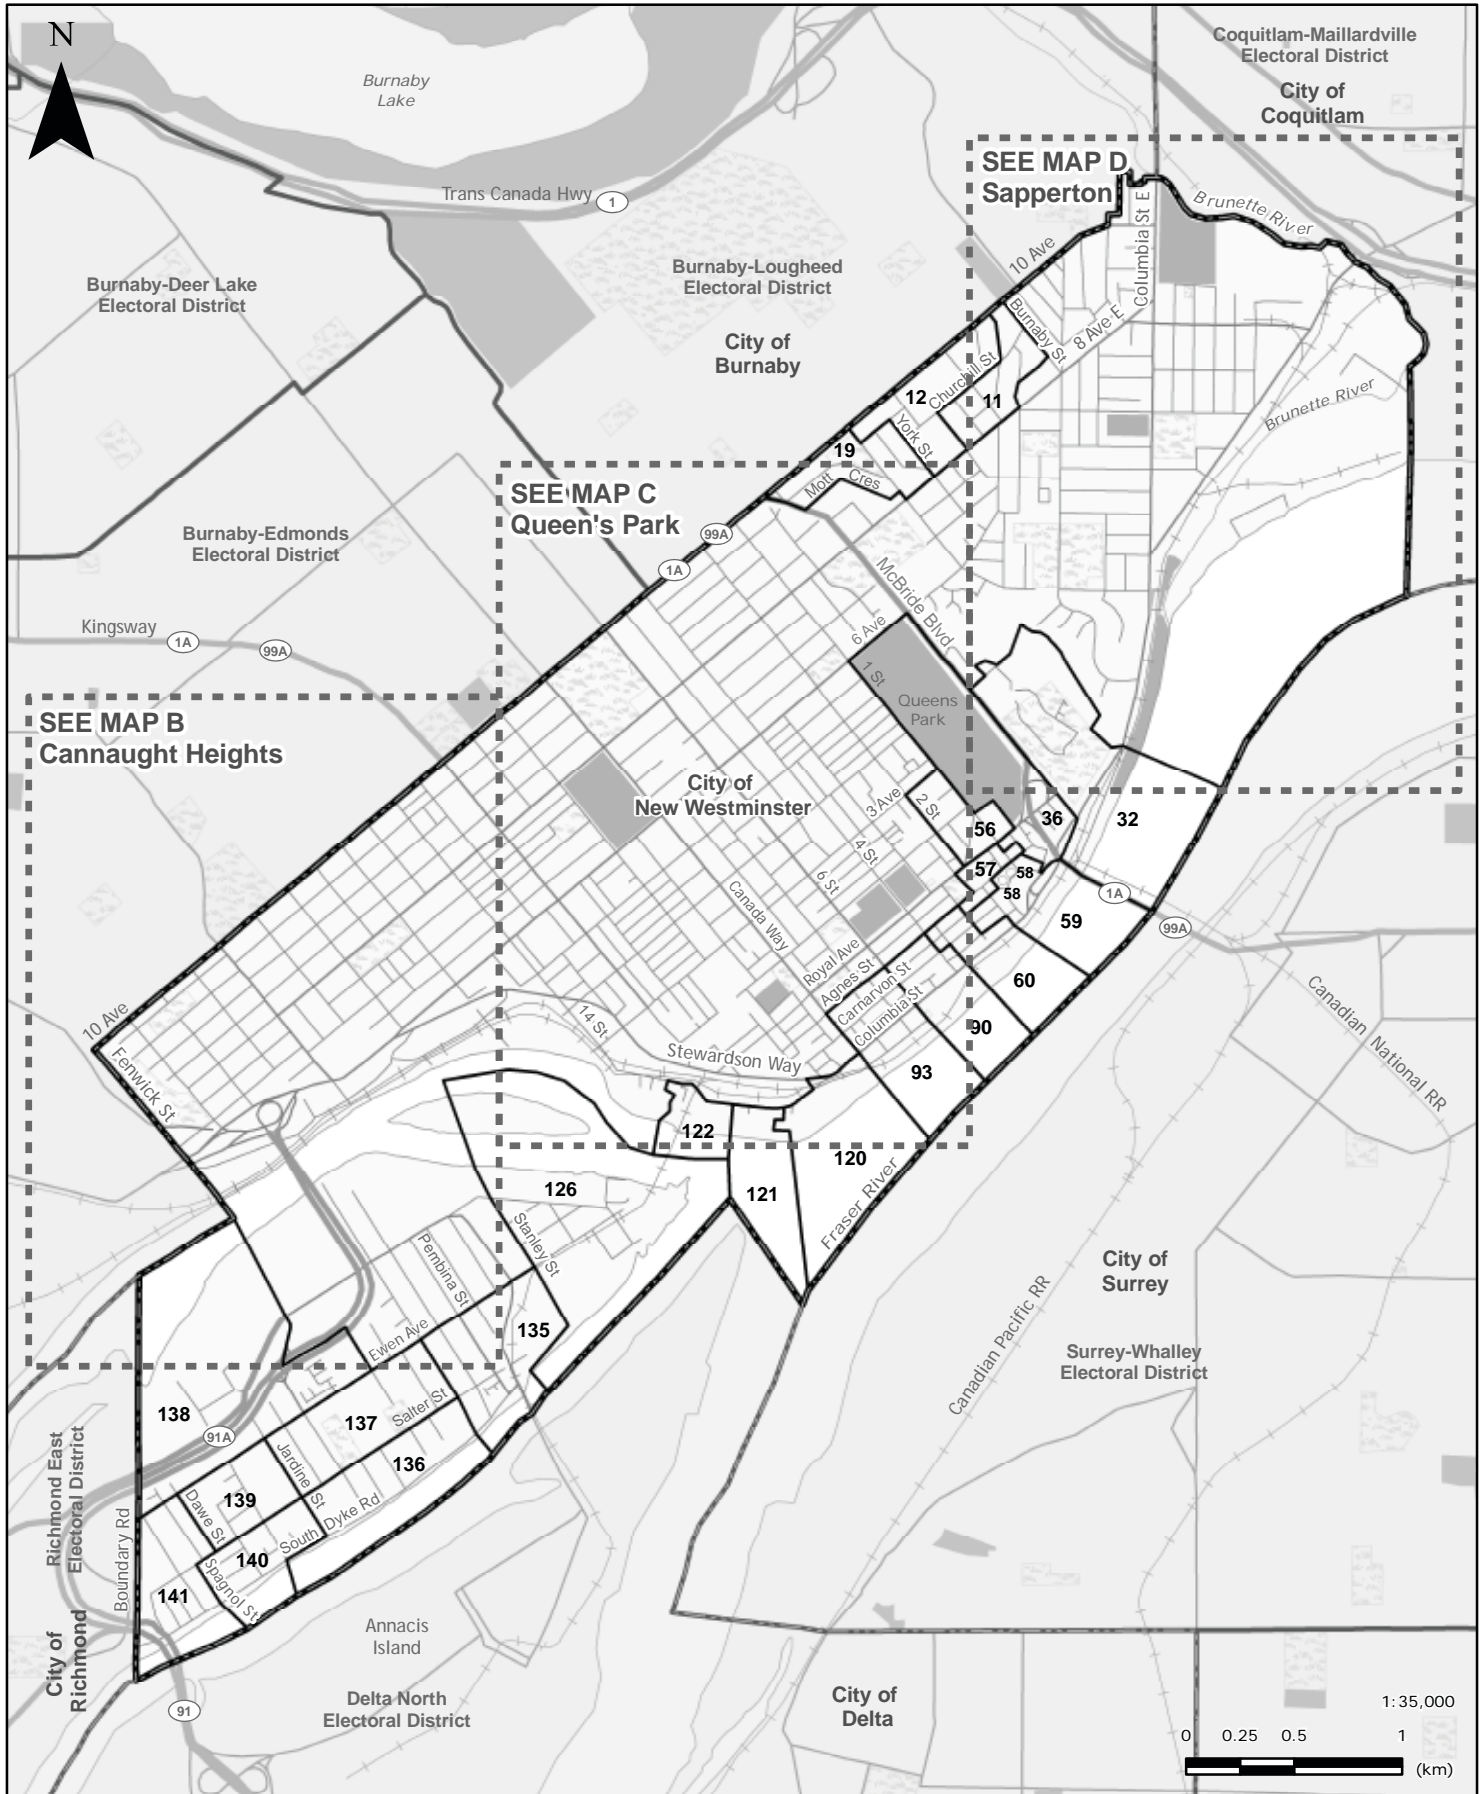 N
Burnaby
Lake
Coquitlam-Maillardville
Electoral District
City of
Coquitlam
SEE MAP D
Sapperton
Trans Canada Hwy
1
Brunette River
Columbia St E
10 Ave
Burnaby-Deer Lake
Electoral District
Burnaby-Lougheed
Electoral District
City of
Burnaby
Burnaby St
8 Ave E
Churchill St
12
11
Brunette River
York St
19
Mott Cres
SEE MAP C
Queen's Park
Burnaby-Edmonds
Electoral District
99A
1A
McBride Blvd
Kingsway
1A
99A
6 Ave
1 St
Queens
Park
SEE MAP B
Cannaught Heights
City of
New Westminster
3 Ave
2 St
56
36
32
4 St
57
58
58
6 St
1A
59
99A
Canada Way
Royal Ave
Agnes St
Carnarvon St
Columbia St
60
Canadian National RR
10 Ave
14 St
90
Stewardson Way
93
Fenwick St
122
120
126
121
Fraser River
Stanley St
Pembina St
City of
Surrey
Canadian Pacific RR
135
Ewen Ave
Surrey-Whalley
Electoral District
138
137
Salter St
91A
136
Richmond East
Electoral District
Jardine St
139
Dawe St
South Dyke Rd
Boundary Rd
140
Spagnol St
141
Annacis
Island
City of
Richmond
Delta North
Electoral District
City of
Delta
91
1:35,000
0 0.25 0.5 1
(km)